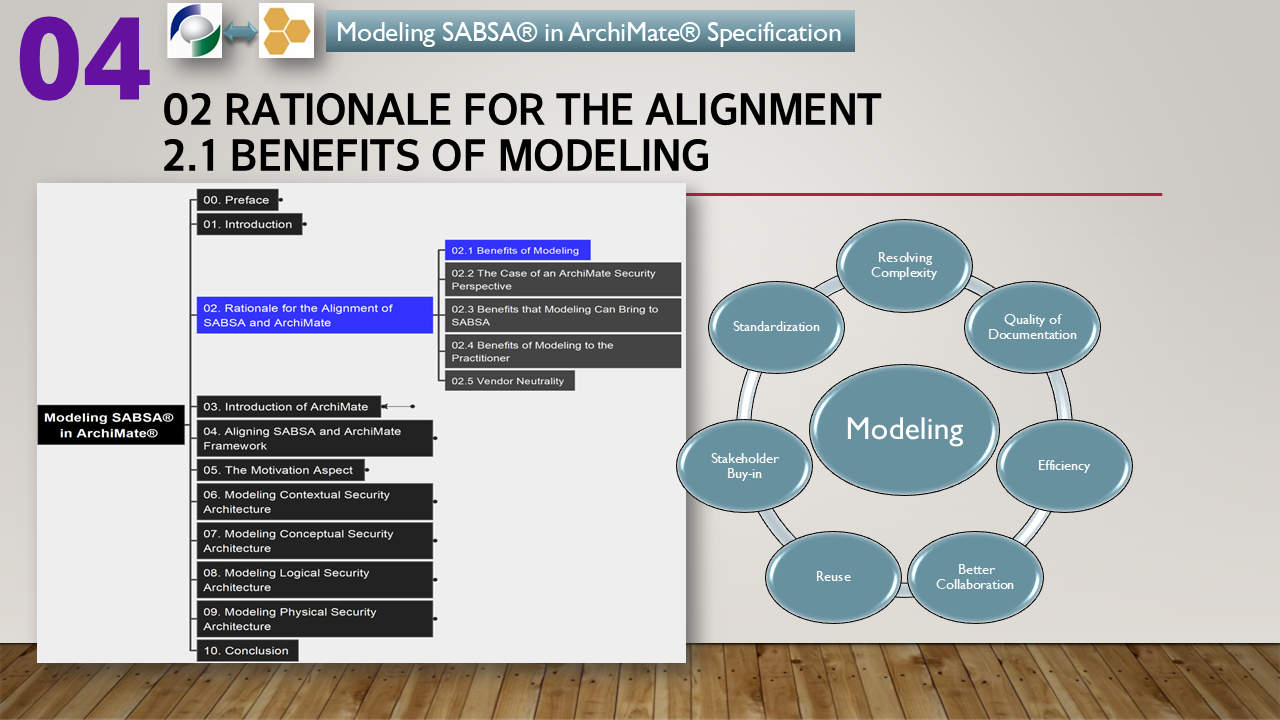 04
Modeling SABSA® in ArchiMate® Specification
02 RATIONALE FOR THE ALIGNMENT
2.1 BENEFITS OF MODELING
Modeling SABSA®
in ArchiMate®
00. Preface
01. Introduction
02. Rationale for the Alignment of
SABSA and ArchiMate
02.1 Benefits of Modeling
02.2 The Case of an ArchiMate Security
Perspective
02.3 Benefits that Modeling Can Bring to
SABSA
02.4 Benefits of Modeling to the
Practitioner
02.5 Vendor Neutrality
03. Introduction of ArchiMate
04. Aligning SABSA and ArchiMate
Framework
05. The Motivation Aspect
06. Modeling Contextual Security
Architecture
07. Modeling Conceptual Security
Architecture
08. Modeling Logical Security
Architecture
09. Modeling Physical Security
Architecture
10. Conclusion
Modeling
Resolving
Complexity
Quality of
Documentation
Efficiency
Better
Collaboration
Reuse
Stakeholder
Buy-in
Standardization